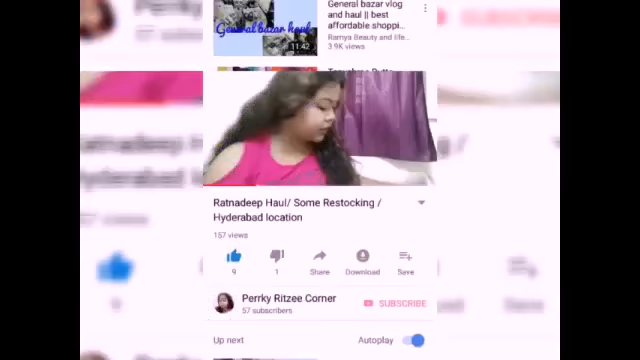 General bazar vlog
and haul || best
affordable shoppi...
Ramya Beauty and life...
3.9K views
General bazar haul
11:42
Ratnadeep Haul/ Some Restocking /
Hyderabad location
157 views
9
1
Share
Download
Save
Perrky Ritzee Corner
57 subscribers
SUBSCRIBE
Up next
Autoplay